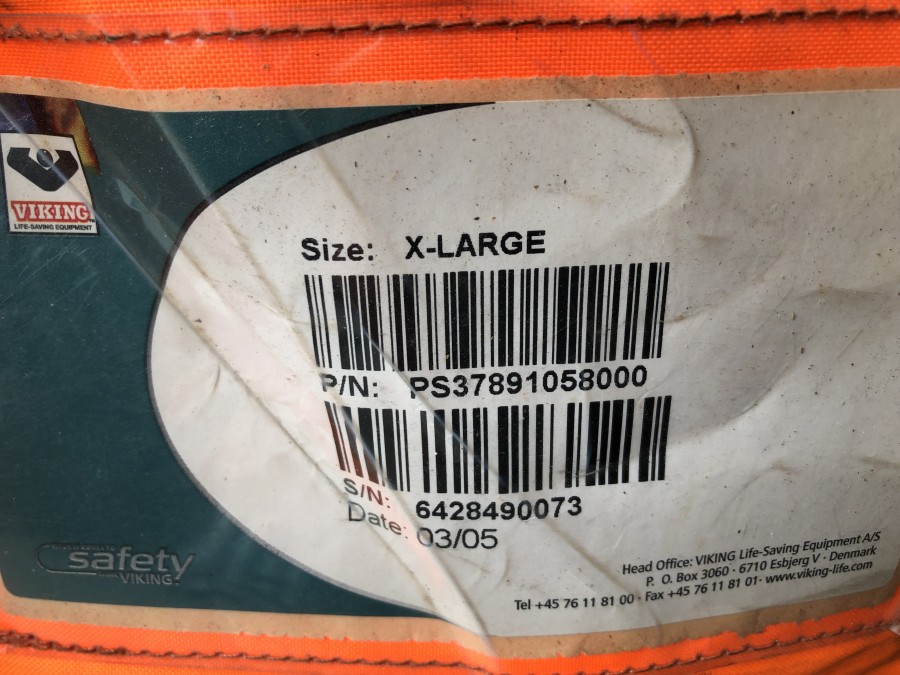 VIKING
LIFE-SAVING EQUIPMENT
Size: X-LARGE
P/N: PS37891058000
S/N: 6428490073
Date: 03/05
safety
VIKING
Head Office: VIKING Life-Saving Equipment A/S
P. O. Box 3060 · 6710 Esbjerg V · Denmark
Tel +45 76 11 81 00 · Fax +45 76 11 81 01 · www.viking-life.com